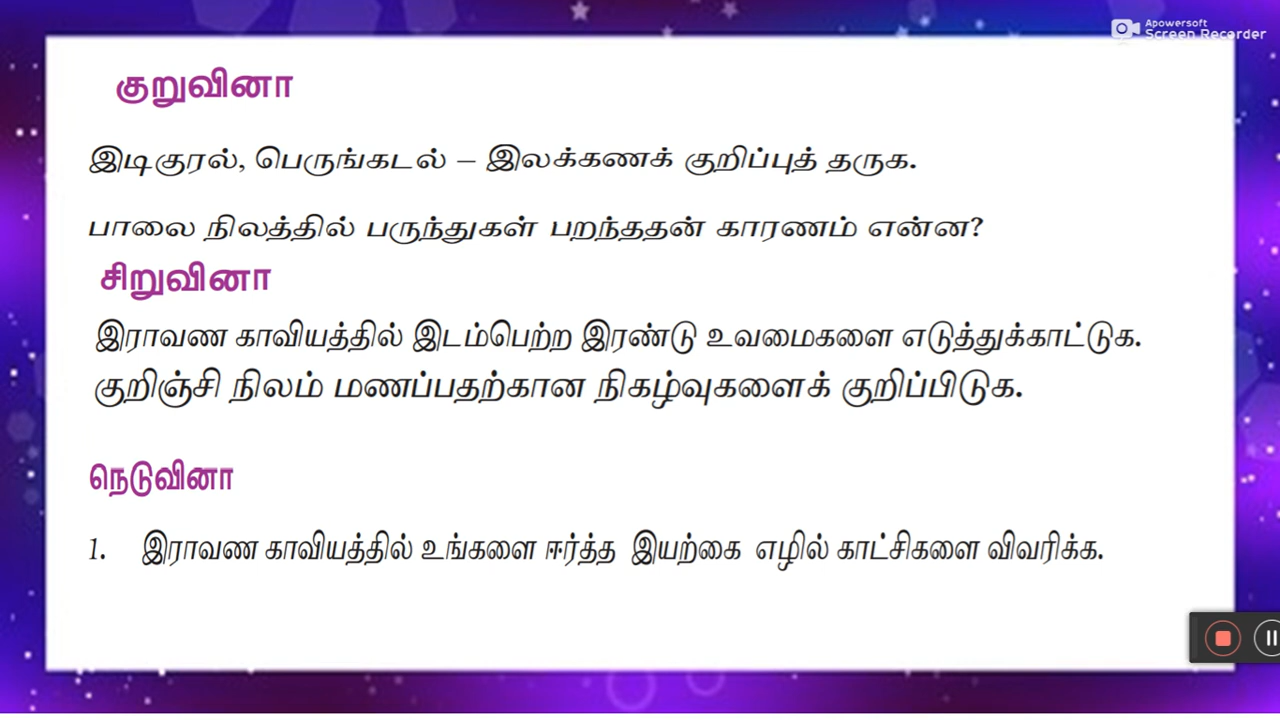 Apowersoft
Screen Recorder
குறுவினா
இடிகுரல், பெருங்கடல் – இலக்கணக் குறிப்புத் தருக.
பாலை நிலத்தில் பருந்துகள் பறந்ததன் காரணம் என்ன?
சிறுவினா
இராவண காவியத்தில் இடம்பெற்ற இரண்டு உவமைகளை எடுத்துக்காட்டுக.
குறிஞ்சி நிலம் மணப்பதற்கான நிகழ்வுகளைக் குறிப்பிடுக.
நெடுவினா
1. இராவண காவியத்தில் உங்களை ஈர்த்த இயற்கை எழில் காட்சிகளை விவரிக்க.